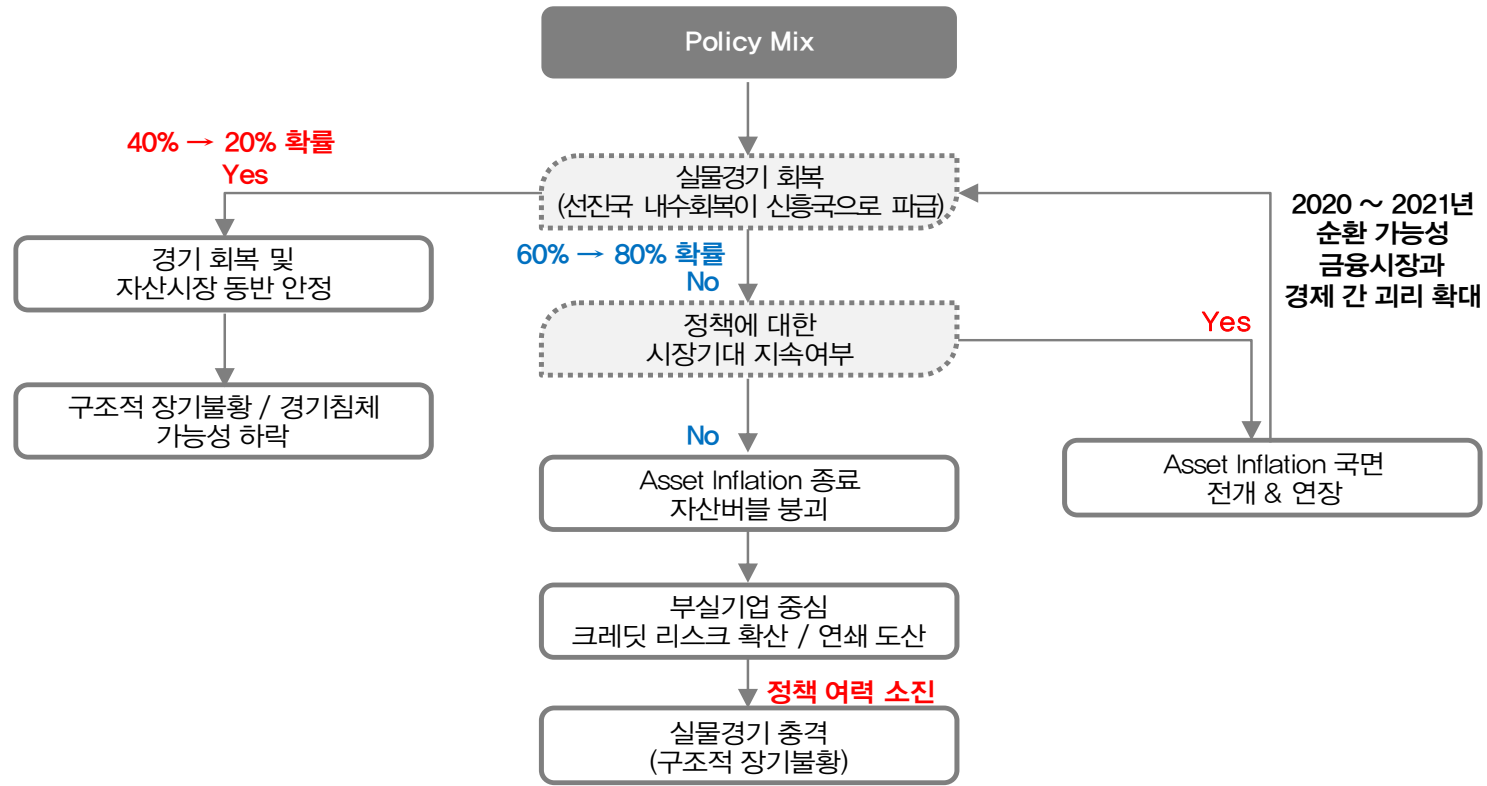 Policy Mix
40% → 20% 확률
Yes
실물경기 회복
(선진국 내수회복이 신흥국으로 파급)
2020 ~ 2021년
순환 가능성
금융시장과
경제 간 괴리 확대
경기 회복 및
자산시장 동반 안정
60% → 80% 확률
No
정책에 대한
시장기대 지속여부
Yes
구조적 장기불황 / 경기침체
가능성 하락
No
Asset Inflation 종료
자산버블 붕괴
Asset Inflation 국면
전개 & 연장
부실기업 중심
크레딧 리스크 확산 / 연쇄 도산
정책 여력 소진
실물경기 충격
(구조적 장기불황)